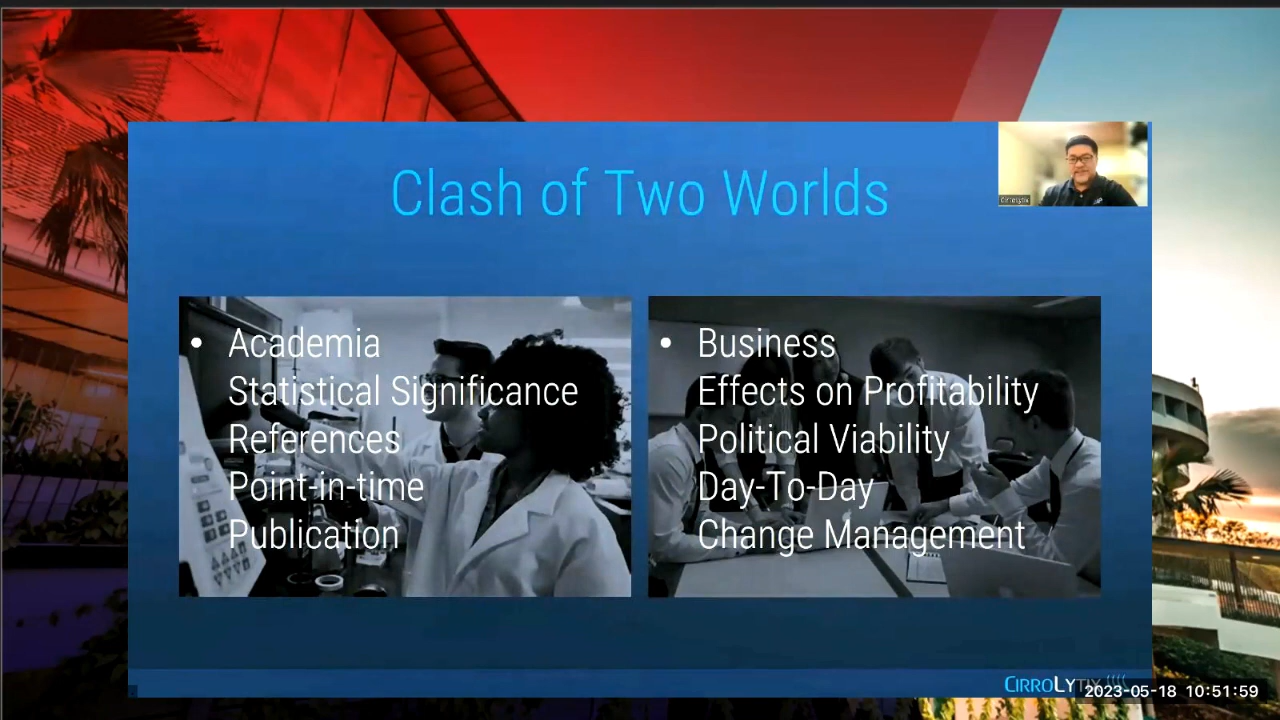 Clash of Two Worlds
Cirrolytix
• Academia
Statistical Significance
References
Point-in-time
Publication
• Business
Effects on Profitability
Political Viability
Day-To-Day
Change Management
CIRROLYTIX
2023-05-18 10:51:59